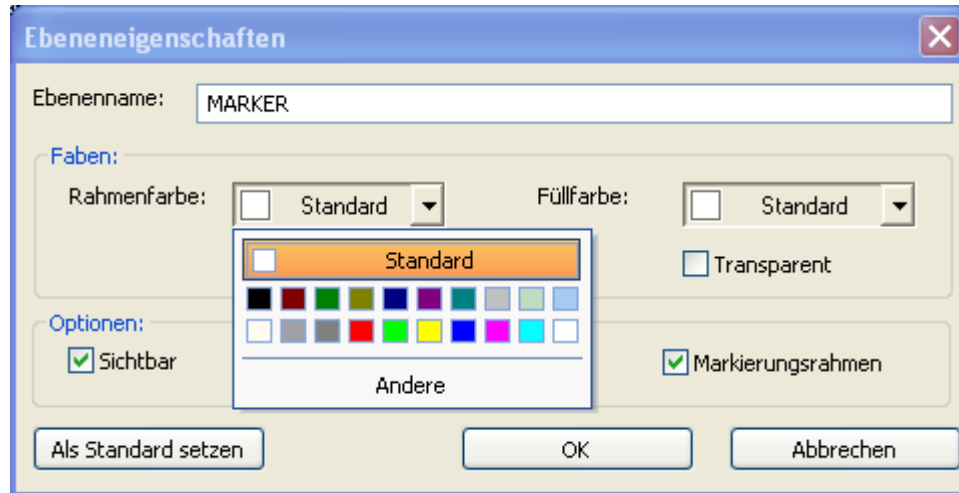 Ebeneneigenschaften
Ebenenname: MARKER
Faben:
Rahmenfarbe: Standard Füllfarbe: Standard
Standard Transparent
Optionen:
Sichtbar Markierungsrahmen
Andere
Als Standard setzen OK Abbrechen